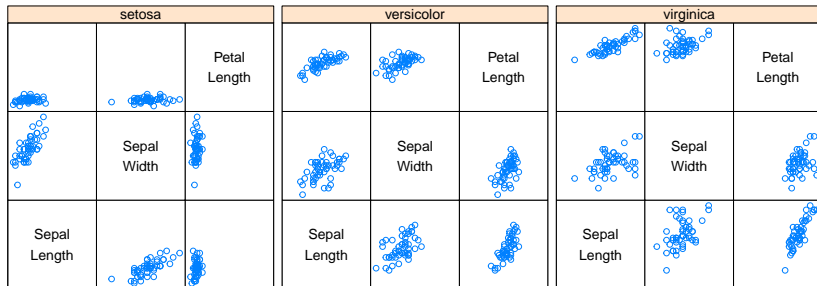 setosa
versicolor
virginica
Petal
Length
Petal
Length
Petal
Length
Sepal
Width
Sepal
Width
Sepal
Width
Sepal
Length
Sepal
Length
Sepal
Length